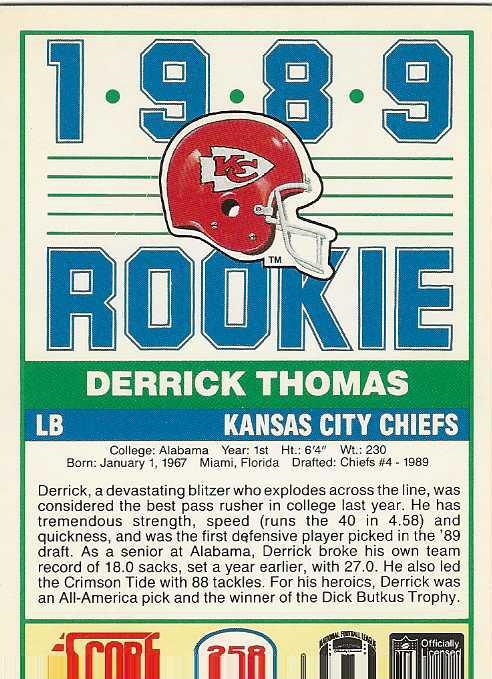 1·9·8·9
KC
TM
ROOKIE
DERRICK THOMAS
LB KANSAS CITY CHIEFS
College: Alabama Year: 1st Ht.: 6'4" Wt.: 230
Born: January 1, 1967 Miami, Florida Drafted: Chiefs #4 - 1989
Derrick, a devastating blitzer who explodes across the line, was
considered the best pass rusher in college last year. He has
tremendous strength, speed (runs the 40 in 4.58) and
quickness, and was the first defensive player picked in the '89
draft. As a senior at Alabama, Derrick broke his own team
record of 18.0 sacks, set a year earlier, with 27.0. He also led
the Crimson Tide with 88 tackles. For his heroics, Derrick was
an All-America pick and the winner of the Dick Butkus Trophy.
SCORE 258 NATIONAL FOOTBALL LEAGUE NFL Officially
Licensed